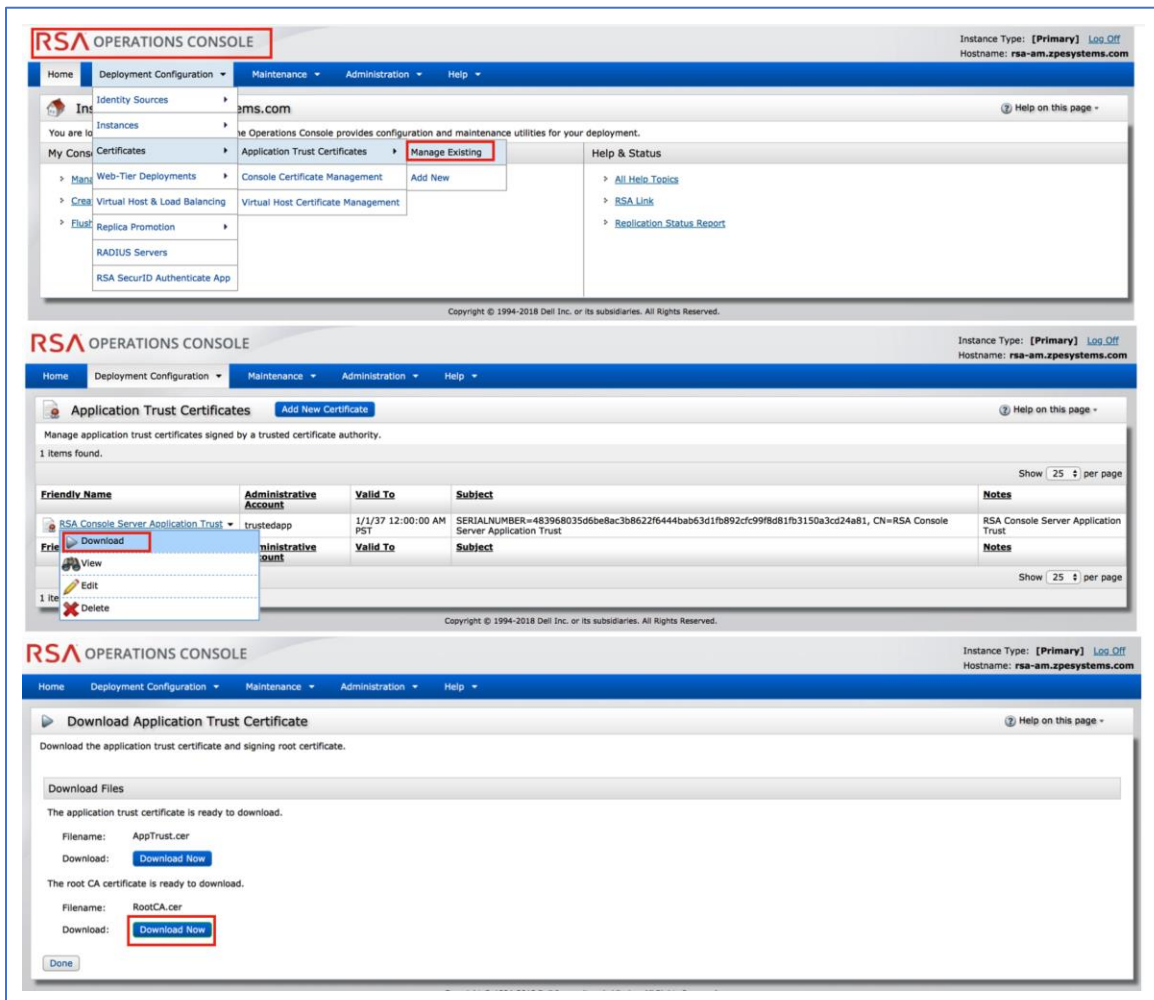 RSA OPERATIONS CONSOLE
Instance Type: [Primary] Log Off
Hostname: rsa-am.zpesystems.com
Home Deployment Configuration Maintenance Administration Help
Identity Sources
ems.com
Help on this page
Instances
You are lo
e Operations Console provides configuration and maintenance utilities for your deployment.
My Cons
Certificates
Application Trust Certificates
Manage Existing
Help & Status
Web-Tier Deployments
Console Certificate Management
Add New
All Help Topics
Virtual Host & Load Balancing
Virtual Host Certificate Management
RSA Link
Flush
Replica Promotion
Replication Status Report
RADIUS Servers
RSA SecurID Authenticate App
Copyright © 1994-2018 Dell Inc. or its subsidiaries. All Rights Reserved.
RSA OPERATIONS CONSOLE
Instance Type: [Primary] Log Off
Hostname: rsa-am.zpesystems.com
Home Deployment Configuration Maintenance Administration Help
Application Trust Certificates Add New Certificate
Help on this page
Manage application trust certificates signed by a trusted certificate authority.
1 items found.
Show 25 per page
Friendly Name Administrative Account Valid To Subject Notes
RSA Console Server Application Trust trustedapp 1/1/37 12:00:00 AM PST SERIALNUMBER=483968035d6be8ac3b8622f6444bab63d1fb892cfc99f8d81fb3150a3cd24a81, CN=RSA Console Server Application Trust RSA Console Server Application Trust
Download
Valid To Subject Notes
View
Show 25 per page
Edit
Delete
Copyright © 1994-2018 Dell Inc. or its subsidiaries. All Rights Reserved.
RSA OPERATIONS CONSOLE
Instance Type: [Primary] Log Off
Hostname: rsa-am.zpesystems.com
Home Deployment Configuration Maintenance Administration Help
Download Application Trust Certificate
Help on this page
Download the application trust certificate and signing root certificate.
Download Files
The application trust certificate is ready to download.
Filename: AppTrust.cer
Download: Download Now
The root CA certificate is ready to download.
Filename: RootCA.cer
Download: Download Now
Done